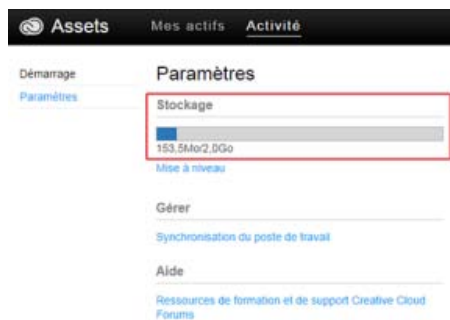 Assets Mes actifs Activité
Démarrage
Paramètres
Paramètres
Stockage
153,5Mo/2,0Go
Mise à niveau
Gérer
Synchronisation du poste de travail
Aide
Ressources de formation et de support Creative Cloud
Forums